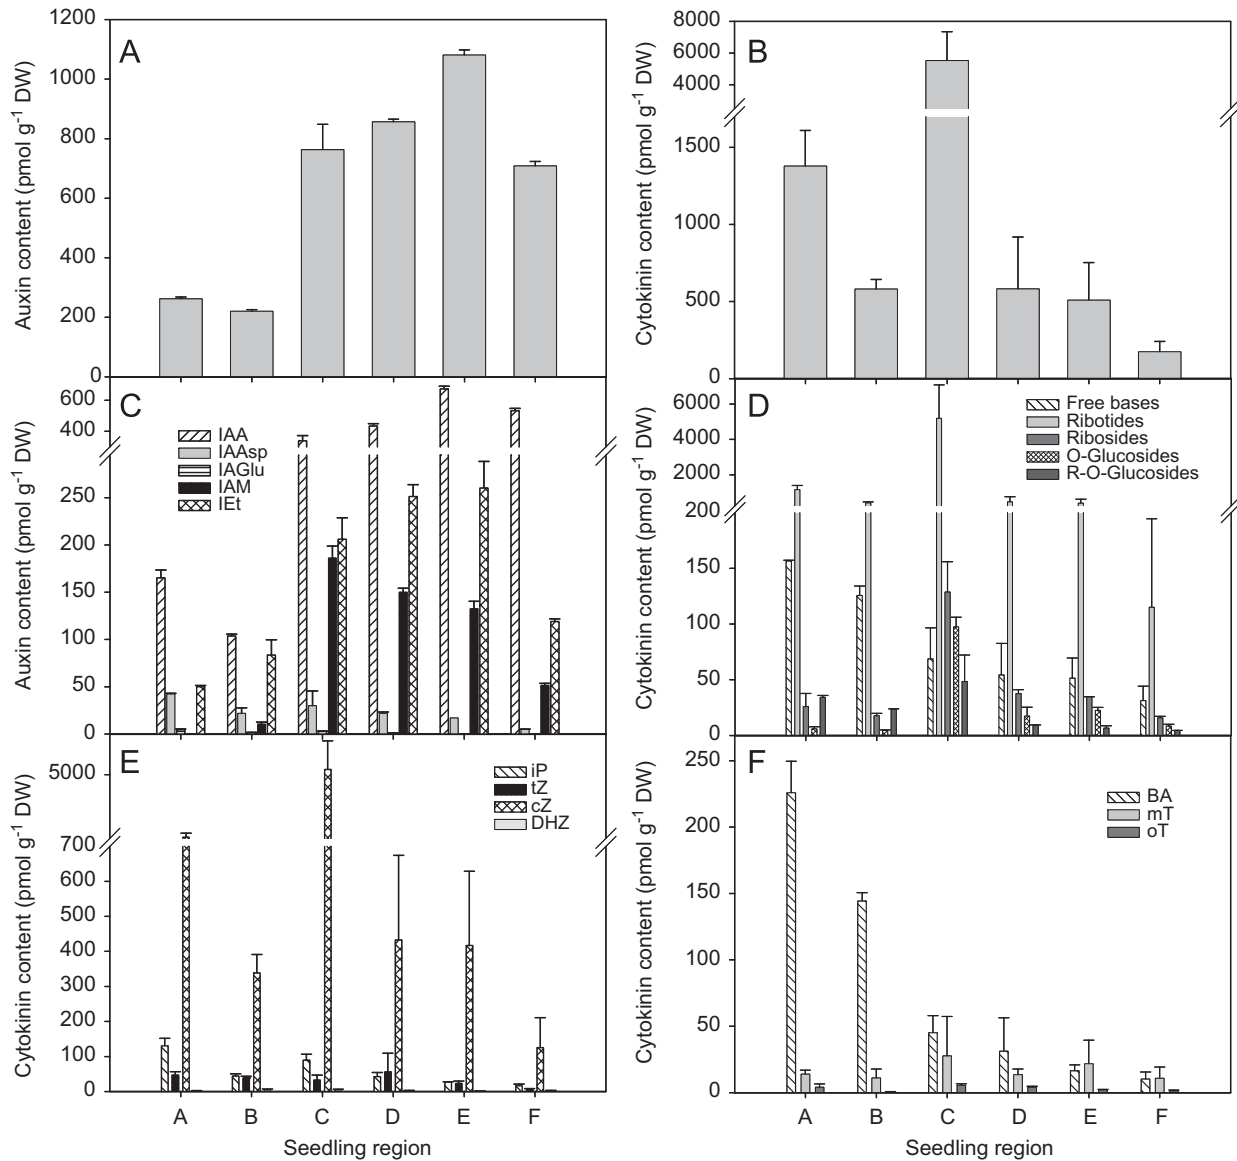 A
Auxin content (pmol g⁻¹ DW)
1200
1000
800
600
400
200
0
B
Cytokinin content (pmol g⁻¹ DW)
8000
6000
4000
1500
1000
500
0
C
Auxin content (pmol g⁻¹ DW)
600
400
250
200
150
100
50
0
IAA
IAAsp
IAGlu
IAM
IEt
D
Cytokinin content (pmol g⁻¹ DW)
6000
4000
2000
200
150
100
50
0
Free bases
Ribotides
Ribosides
O-Glucosides
R-O-Glucosides
E
Cytokinin content (pmol g⁻¹ DW)
5000
700
600
500
400
300
200
100
0
iP
tZ
cZ
DHZ
A B C D E F
Seedling region
F
Cytokinin content (pmol g⁻¹ DW)
250
200
150
100
50
0
BA
mT
oT
A B C D E F
Seedling region